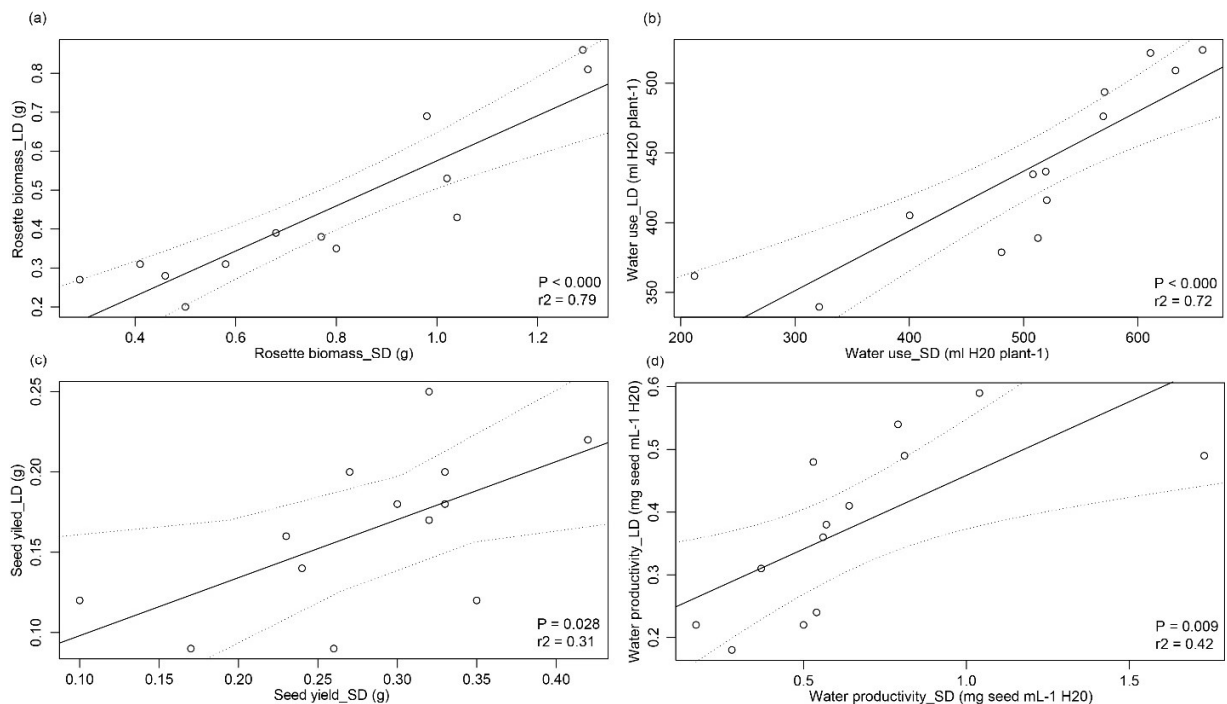 (a)
Rosette biomass_LD (g)
0.8
0.7
0.6
0.5
0.4
0.3
0.2
P < 0.000
r2 = 0.79
0.4
0.6
0.8
1.0
1.2
Rosette biomass_SD (g)
(b)
Water use_LD (ml H20 plant-1)
500
450
400
350
P < 0.000
r2 = 0.72
200
300
400
500
600
Water use_SD (ml H20 plant-1)
(c)
Seed yiled_LD (g)
0.25
0.20
0.15
0.10
P = 0.028
r2 = 0.31
0.10
0.15
0.20
0.25
0.30
0.35
0.40
Seed yield_SD (g)
(d)
Water productivity_LD (mg seed mL-1 H20)
0.6
0.5
0.4
0.3
0.2
P = 0.009
r2 = 0.42
0.5
1.0
1.5
Water productivity_SD (mg seed mL-1 H20)